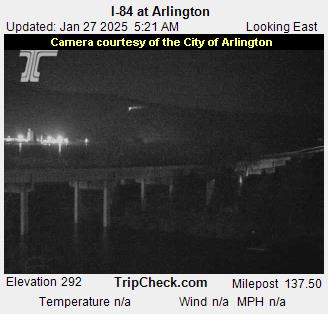 I-84 at Arlington
Updated: Jan 27 2025 5:21 AM Looking East
Camera courtesy of the City of Arlington
Elevation 292 TripCheck.com Milepost 137.50
Temperature n/a Wind n/a MPH n/a